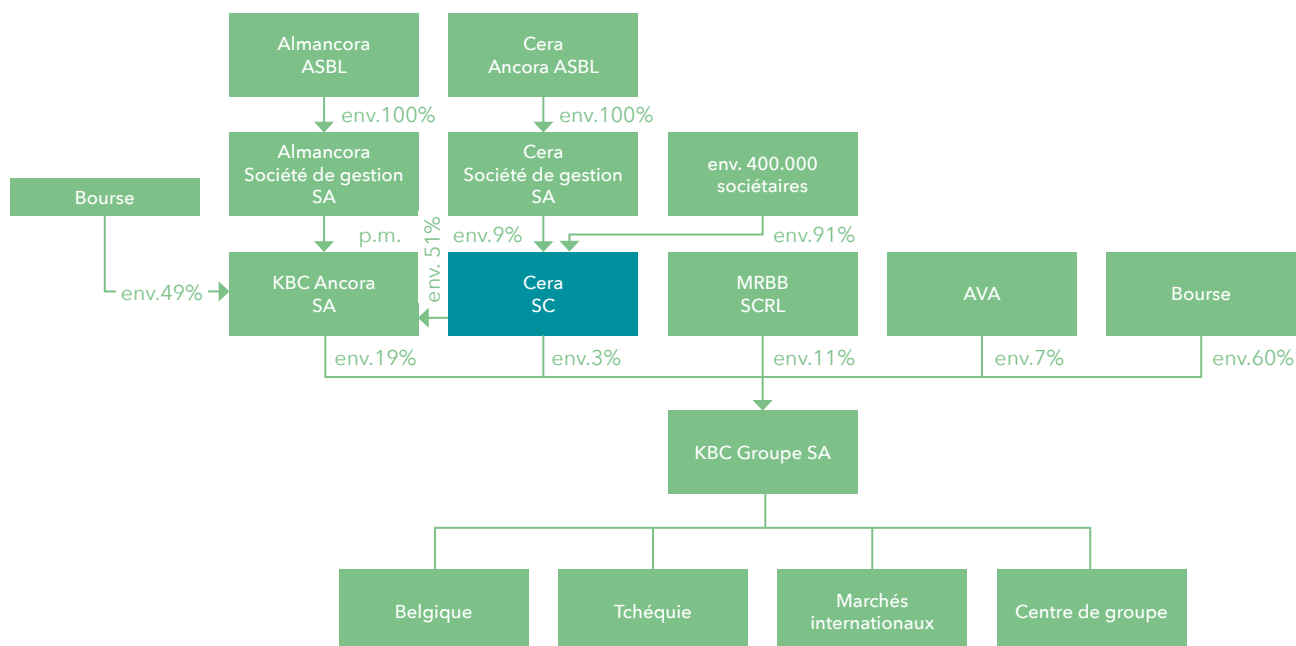 Almancora
ASBL
Cera
Ancora ASBL
env.100%
env.100%
Almancora
Société de gestion
SA
Cera
Société de gestion
SA
env. 400.000
sociétaires
Bourse
p.m.
env. 51%
env.9%
env.91%
env.49%
KBC Ancora
SA
Cera
SC
MRBB
SCRL
AVA
Bourse
env.19%
env.3%
env.11%
env.7%
env.60%
KBC Groupe SA
Belgique
Tchéquie
Marchés
internationaux
Centre de groupe